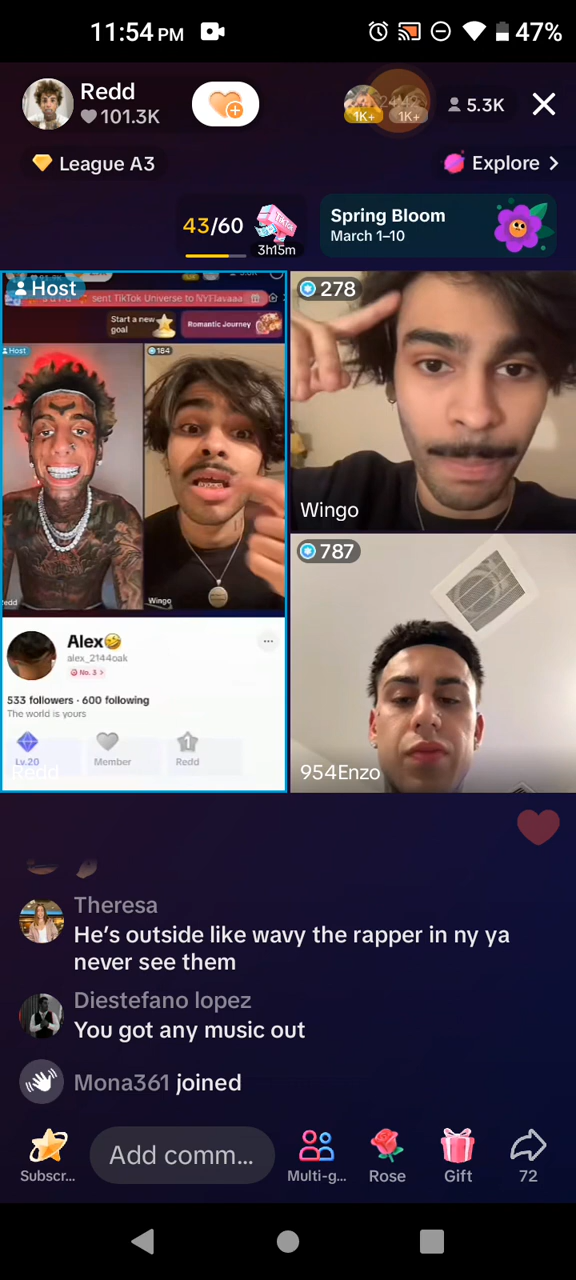 11:54 PM
47%
Redd
101.3K
1K+
1K+
5.3K
League A3
Explore
43/60
3h15m
Spring Bloom
March 1–10
Host
sent TikTok Universe to NYFlavaaa
Start a new goal
Romantic Journey
Host
184
Wingo
Alex🤣
alex_2144oak
No. 3 >
533 followers · 600 following
The world is yours
Lv.20
Member
1
Redd
Redd
278
Wingo
787
954Enzo
Theresa
He's outside like wavy the rapper in ny ya
never see them
Diestefano lopez
You got any music out
Mona361 joined
Subscr...
Add comm...
Multi-g...
Rose
Gift
72